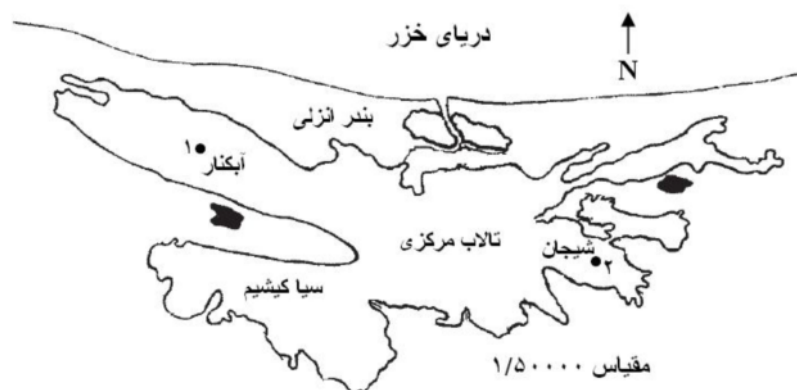 دریای خزر
N
بندر انزلی
۱
آبکنار
تالاب مرکزی
شیجان
۲
سیا کیشیم
مقیاس ۱/۵۰۰۰۰